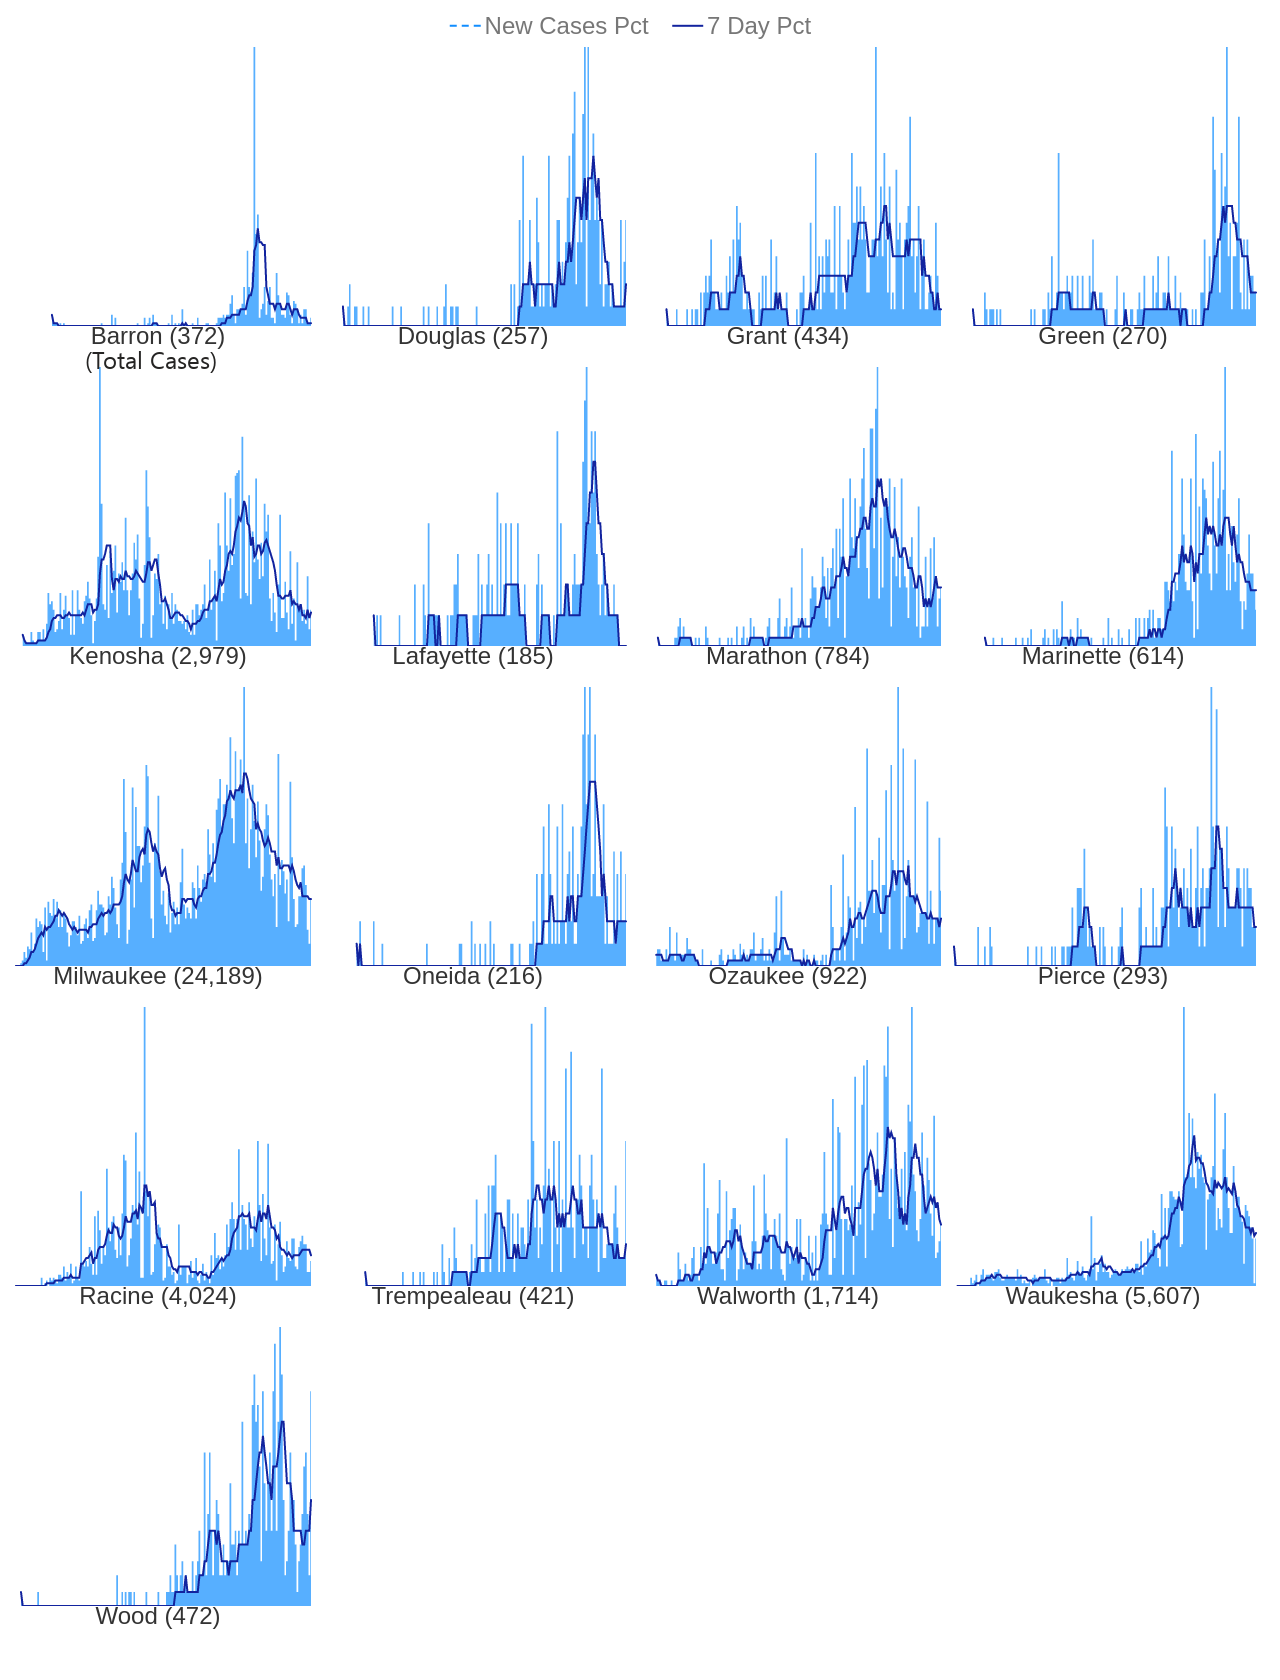 New Cases Pct 7 Day Pct
Barron (372) Douglas (257) Grant (434) Green (270)
(Total Cases)
Kenosha (2,979) Lafayette (185) Marathon (784) Marinette (614)
Milwaukee (24,189) Oneida (216) Ozaukee (922) Pierce (293)
Racine (4,024) Trempealeau (421) Walworth (1,714) Waukesha (5,607)
Wood (472)